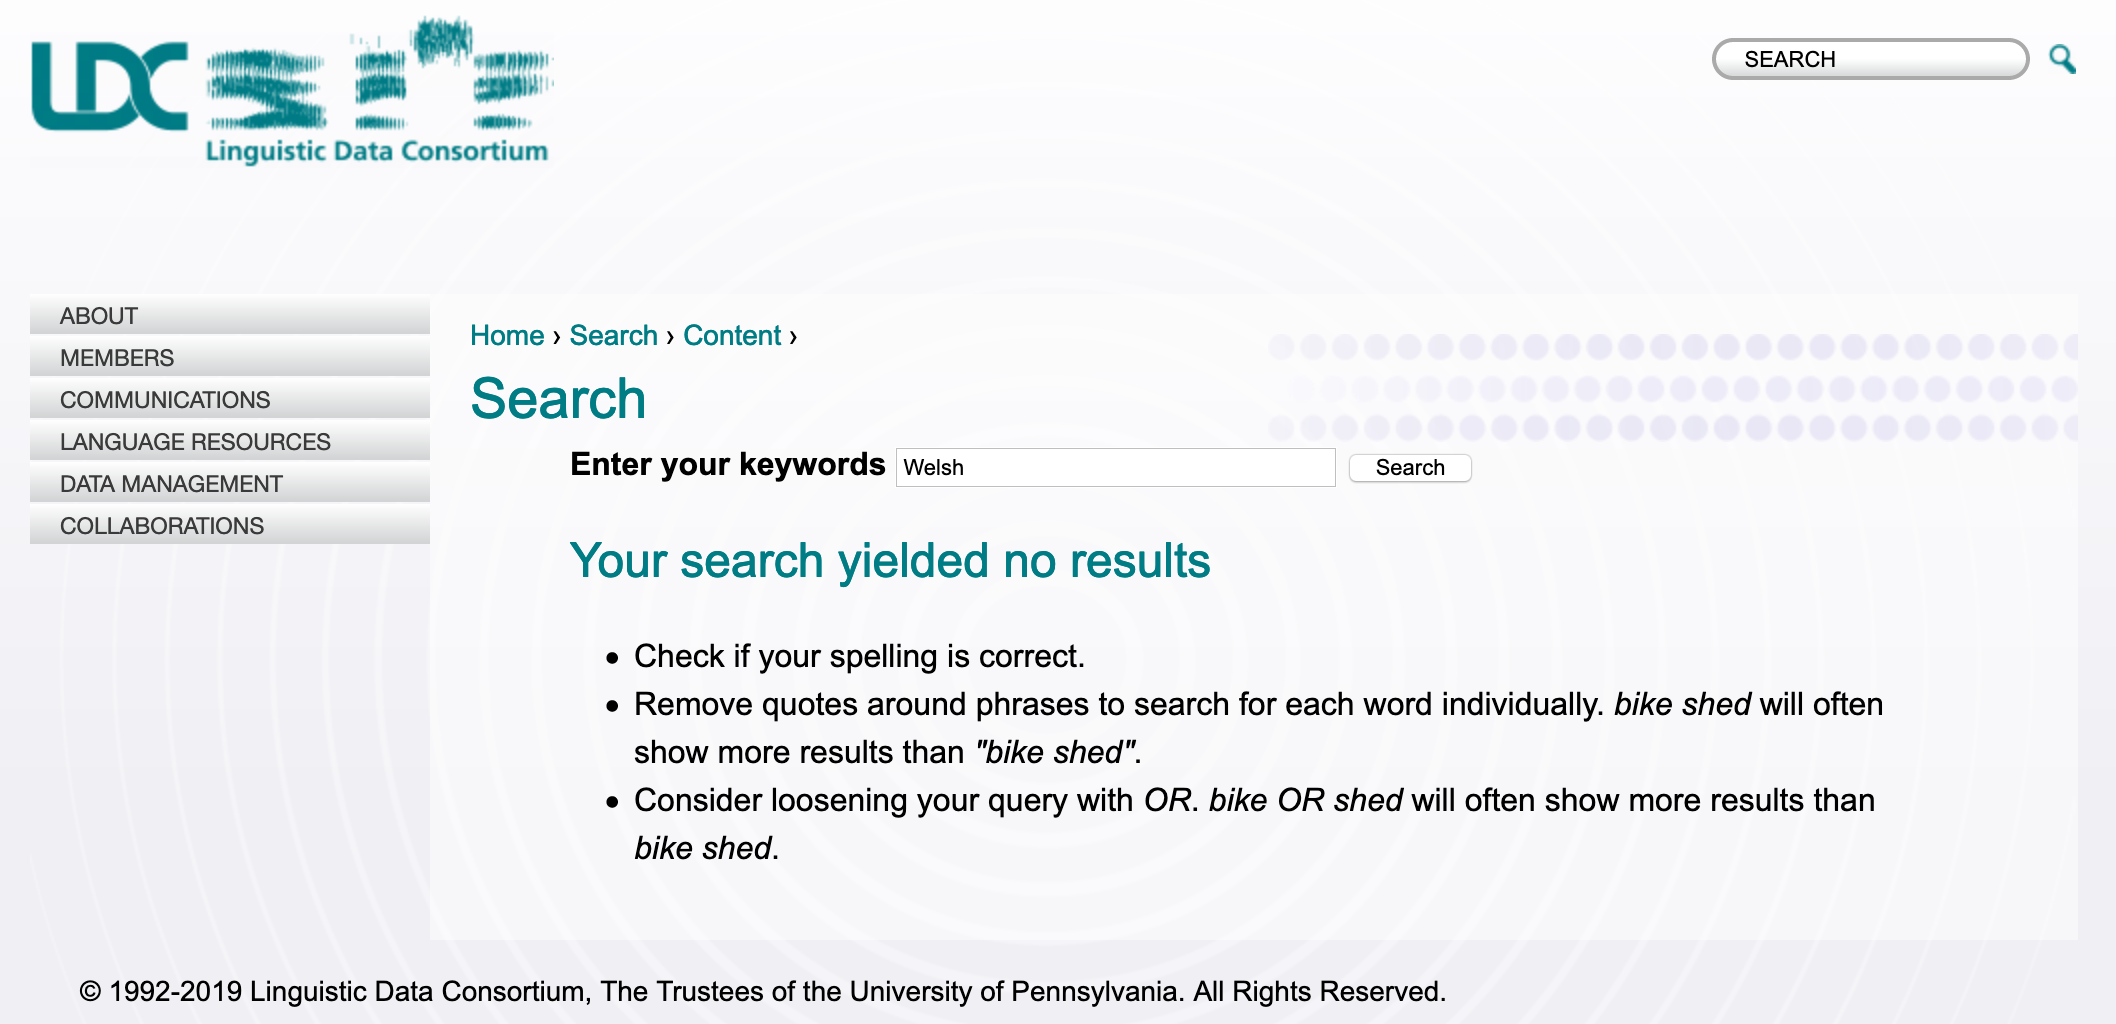 LDC
Linguistic Data Consortium
SEARCH
ABOUT
MEMBERS
COMMUNICATIONS
LANGUAGE RESOURCES
DATA MANAGEMENT
COLLABORATIONS
Home › Search › Content ›
Search
Enter your keywords Welsh Search
Your search yielded no results
• Check if your spelling is correct.
• Remove quotes around phrases to search for each word individually. bike shed will often
show more results than "bike shed".
• Consider loosening your query with OR. bike OR shed will often show more results than
bike shed.
© 1992-2019 Linguistic Data Consortium, The Trustees of the University of Pennsylvania. All Rights Reserved.